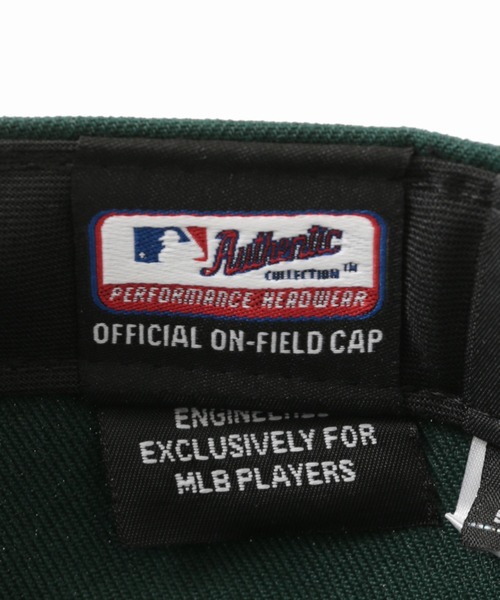 Authentic
COLLECTION™
PERFORMANCE HEADWEAR
OFFICIAL ON-FIELD CAP
EXCLUSIVELY FOR
MLB PLAYERS